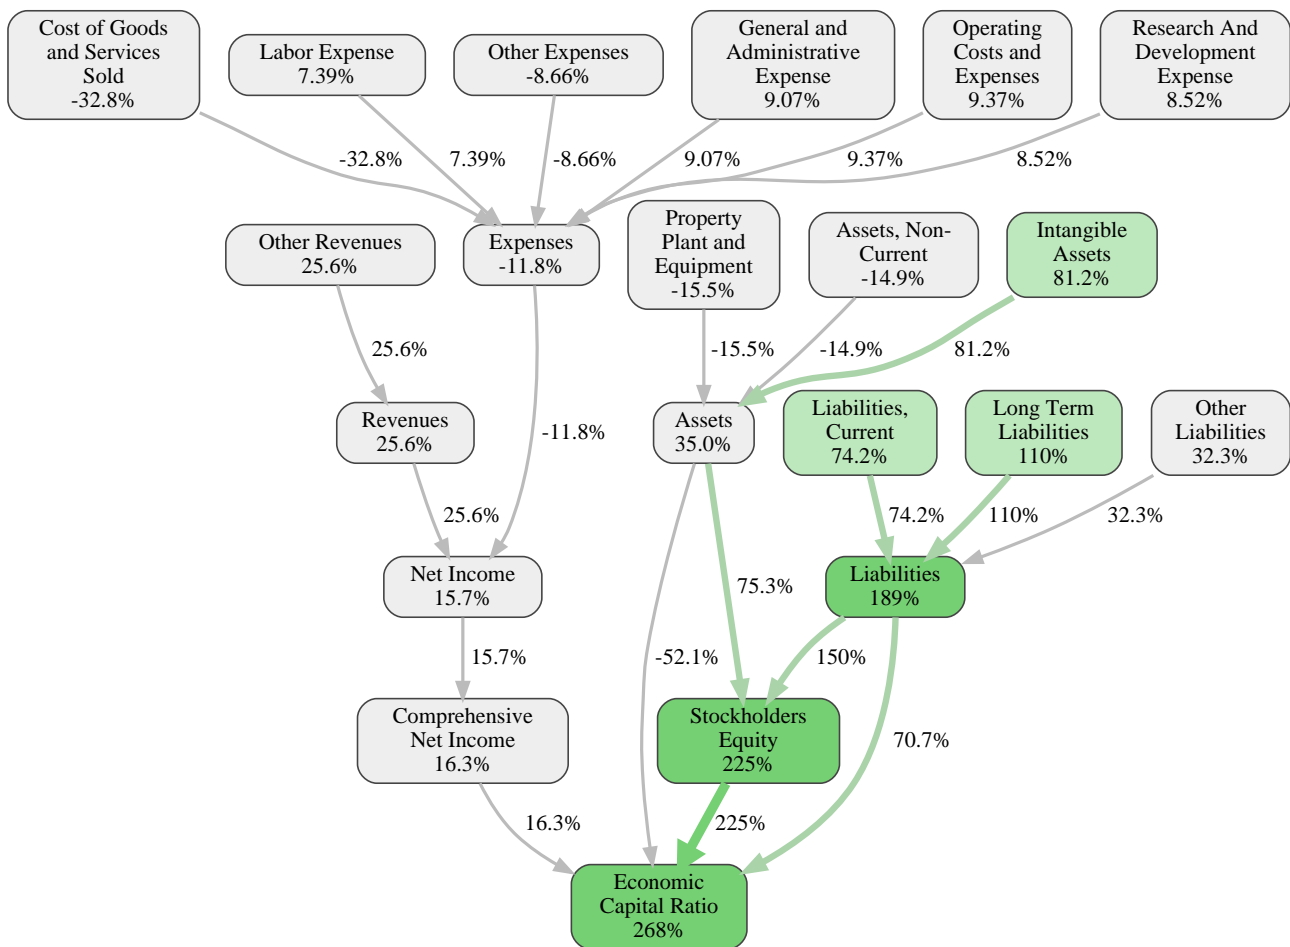 Cost of Goods
and Services
Sold
-32.8%
Labor Expense
7.39%
Other Expenses
-8.66%
General and
Administrative
Expense
9.07%
Operating
Costs and
Expenses
9.37%
Research And
Development
Expense
8.52%
-32.8%
7.39%
-8.66%
9.07%
9.37%
8.52%
Other Revenues
25.6%
Expenses
-11.8%
Property
Plant and
Equipment
-15.5%
Assets, Non-
Current
-14.9%
Intangible
Assets
81.2%
25.6%
-15.5%
-14.9%
81.2%
Revenues
25.6%
-11.8%
Assets
35.0%
Liabilities,
Current
74.2%
Long Term
Liabilities
110%
Other
Liabilities
32.3%
25.6%
74.2%
110%
32.3%
Net Income
15.7%
75.3%
Liabilities
189%
15.7%
-52.1%
150%
Comprehensive
Net Income
16.3%
Stockholders
Equity
225%
70.7%
16.3%
225%
Economic
Capital Ratio
268%